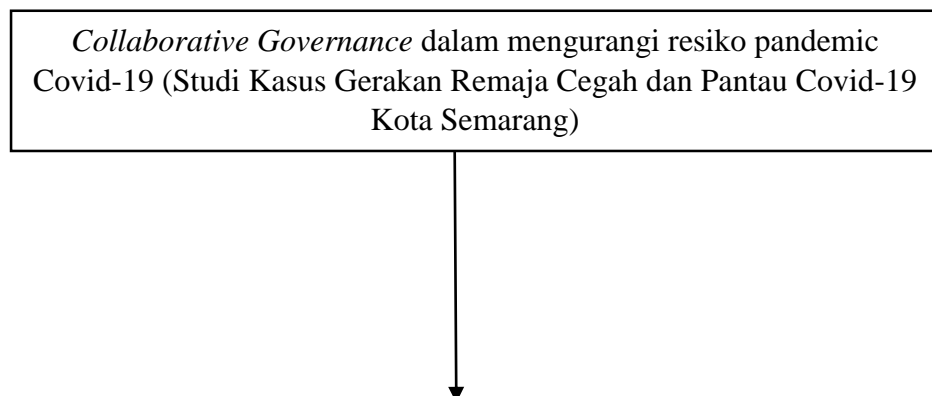 Collaborative Governance dalam mengurangi resiko pandemic
Covid-19 (Studi Kasus Gerakan Remaja Cegah dan Pantau Covid-19
Kota Semarang)